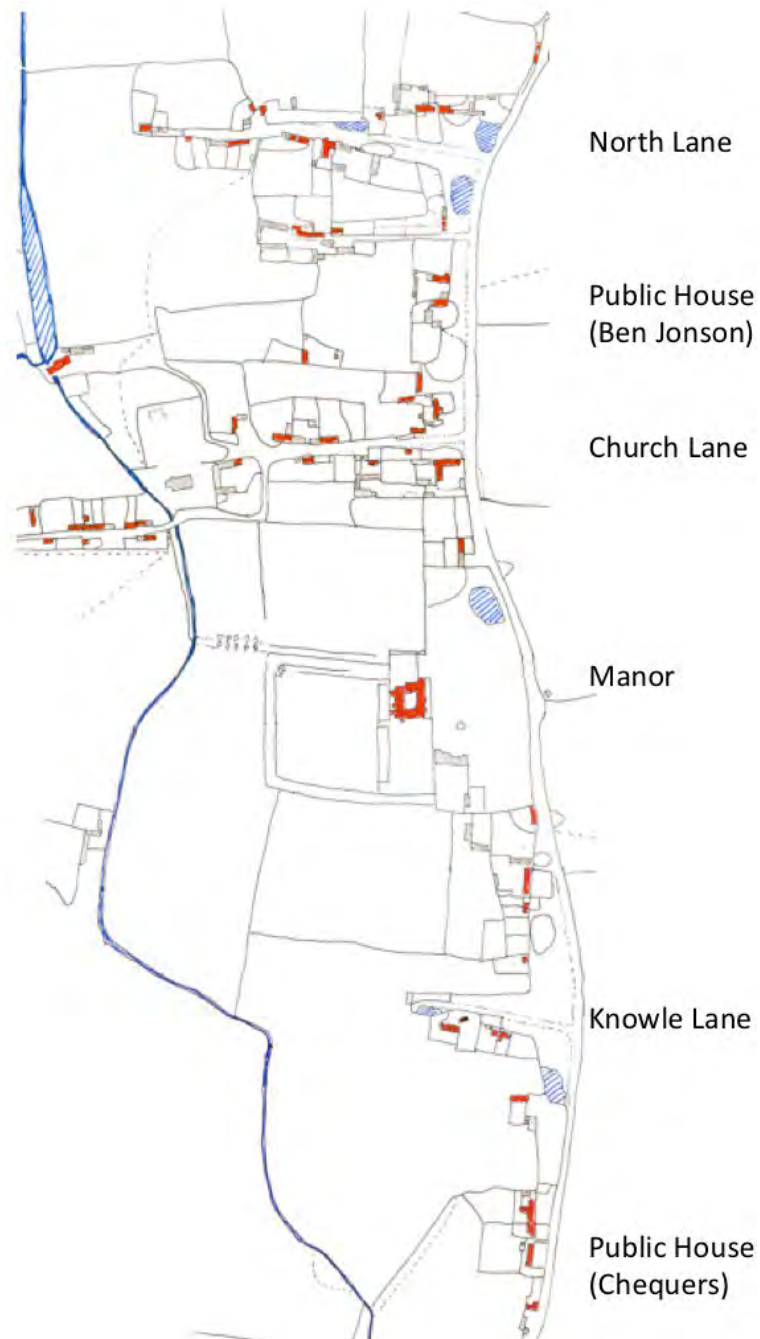 North Lane
Public House
(Ben Jonson)
Church Lane
Manor
Knowle Lane
Public House
(Chequers)